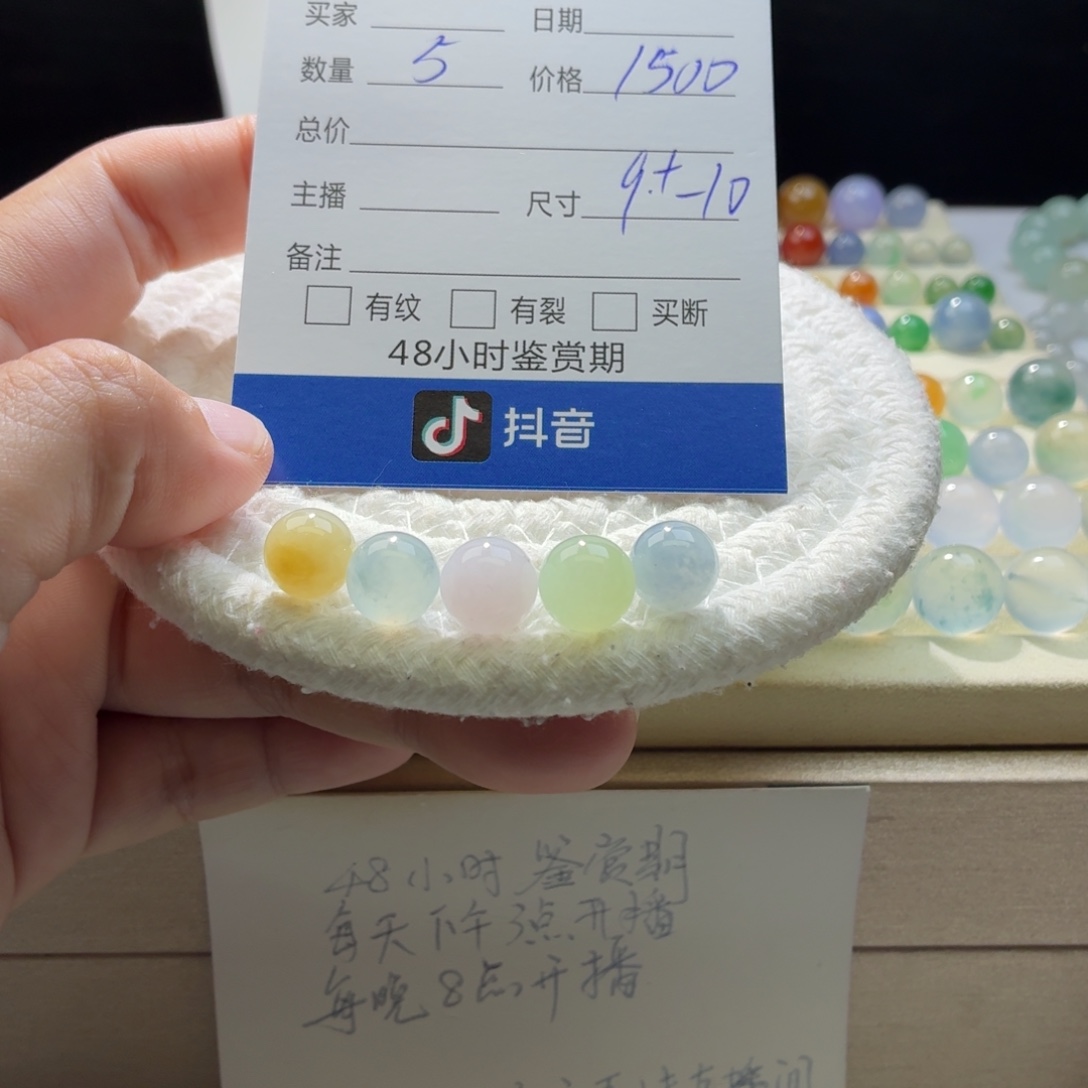 买家 日期
数量 5 价格 1500
总价
主播 尺寸 9.+-10
备注
有纹 有裂 买断
48小时鉴赏期
抖音
48小时鉴赏期
每天下午3点开播
每晚8点开播